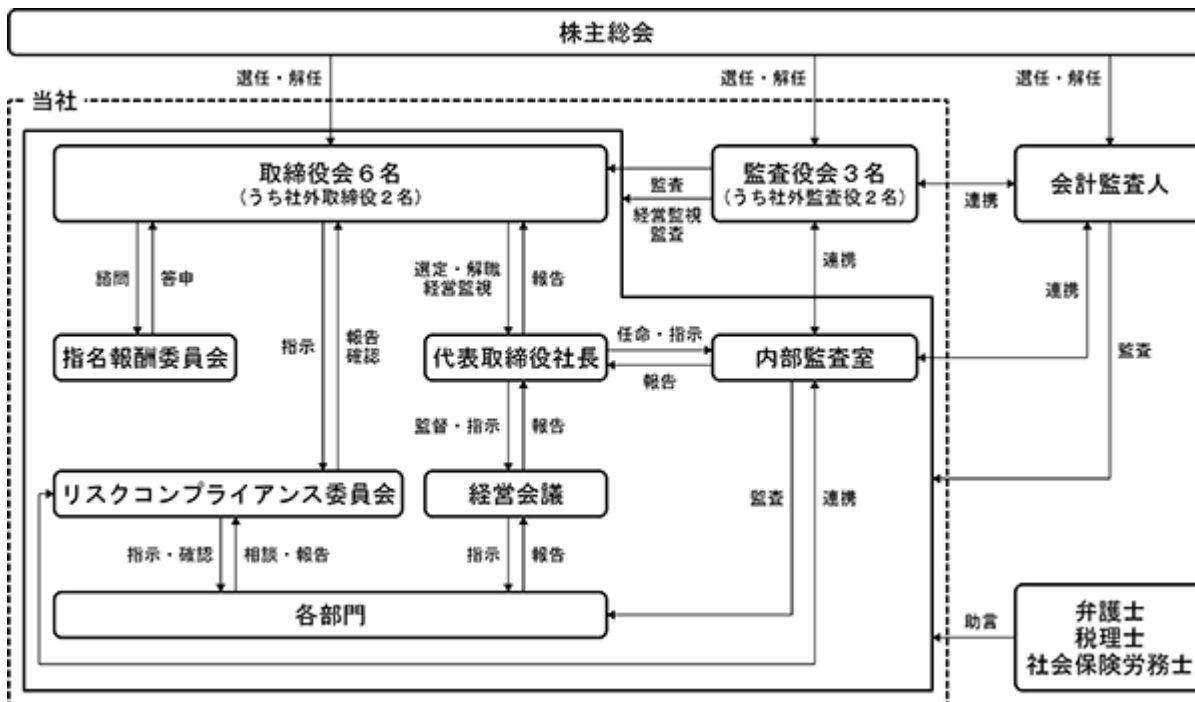 株主総会
選任・解任
選任・解任
選任・解任
当社
取締役会6名
(うち社外取締役2名)
監査役会3名
(うち社外監査役2名)
会計監査人
監査
経営監視
監査
連携
諮問
答申
指示
報告
確認
選定・解職
経営監視
報告
連携
連携
監査
指名報酬委員会
代表取締役社長
任命・指示
報告
内部監査室
監督・指示
報告
リスクコンプライアンス委員会
経営会議
監査
連携
指示・確認
相談・報告
指示
報告
各部門
助言
弁護士
税理士
社会保険労務士